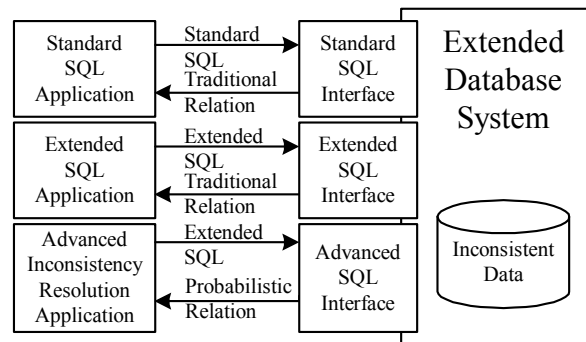 Standard
SQL
Application
Standard
SQL
Traditional
Relation
Standard
SQL
Interface
Extended
Database
System
Extended
SQL
Application
Extended
SQL
Traditional
Relation
Extended
SQL
Interface
Advanced
Inconsistency
Resolution
Application
Extended
SQL
Probabilistic
Relation
Advanced
SQL
Interface
Inconsistent
Data